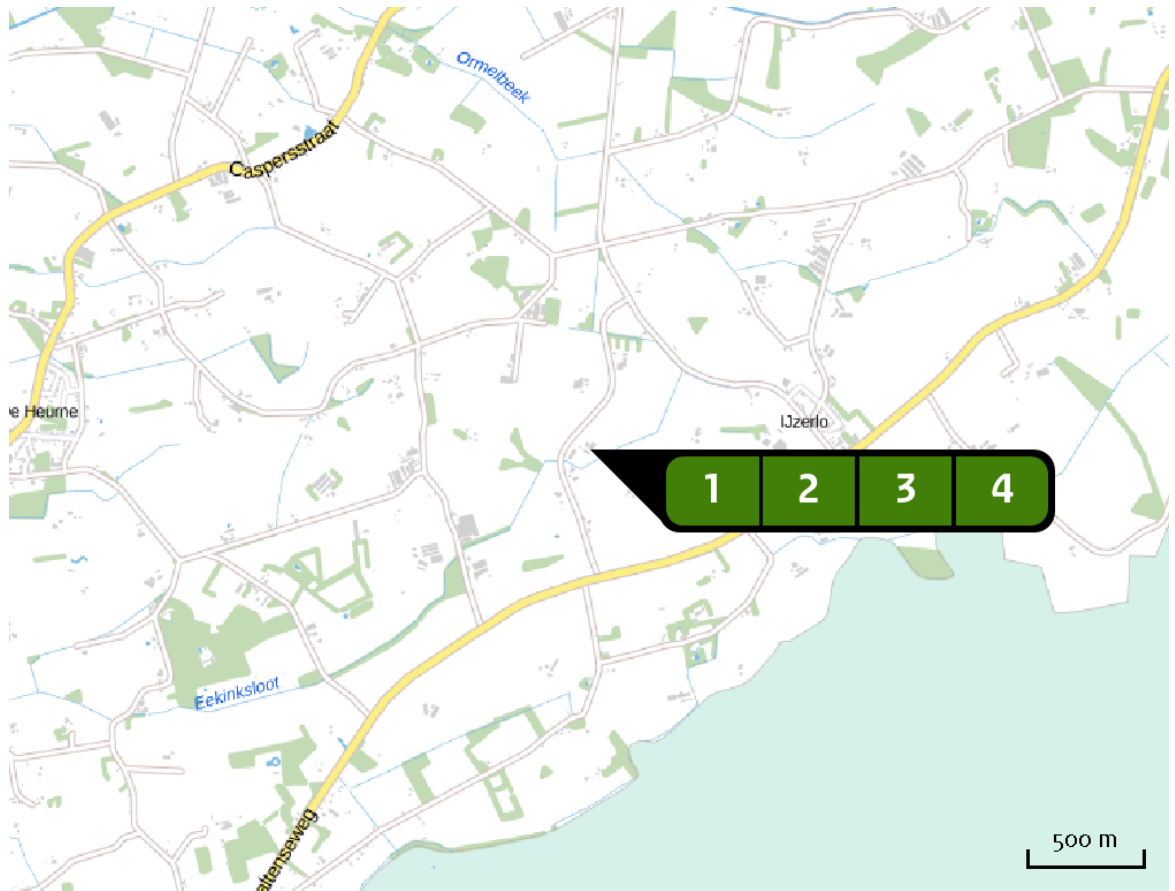 Ormelbeek
Caspersstraat
e Heurne
IJzerlo
1 2 3 4
Eekinksloot
altenseweg
500 m